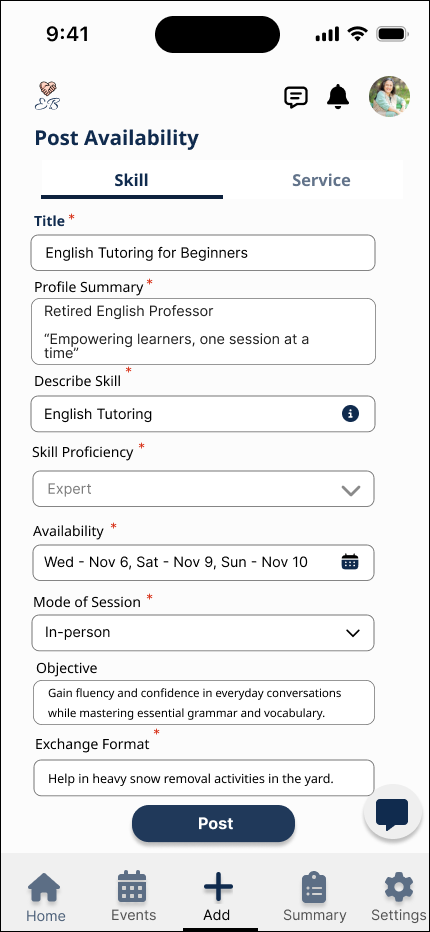 9:41
EB
Post Availability
Skill Service
Title *
English Tutoring for Beginners
Profile Summary *
Retired English Professor
“Empowering learners, one session at a
time”
Describe Skill *
English Tutoring
Skill Proficiency *
Expert
Availability *
Wed - Nov 6, Sat - Nov 9, Sun - Nov 10
Mode of Session *
In-person
Objective
Gain fluency and confidence in everyday conversations
while mastering essential grammar and vocabulary.
Exchange Format *
Help in heavy snow removal activities in the yard.
Post
Home Events Add Summary Settings